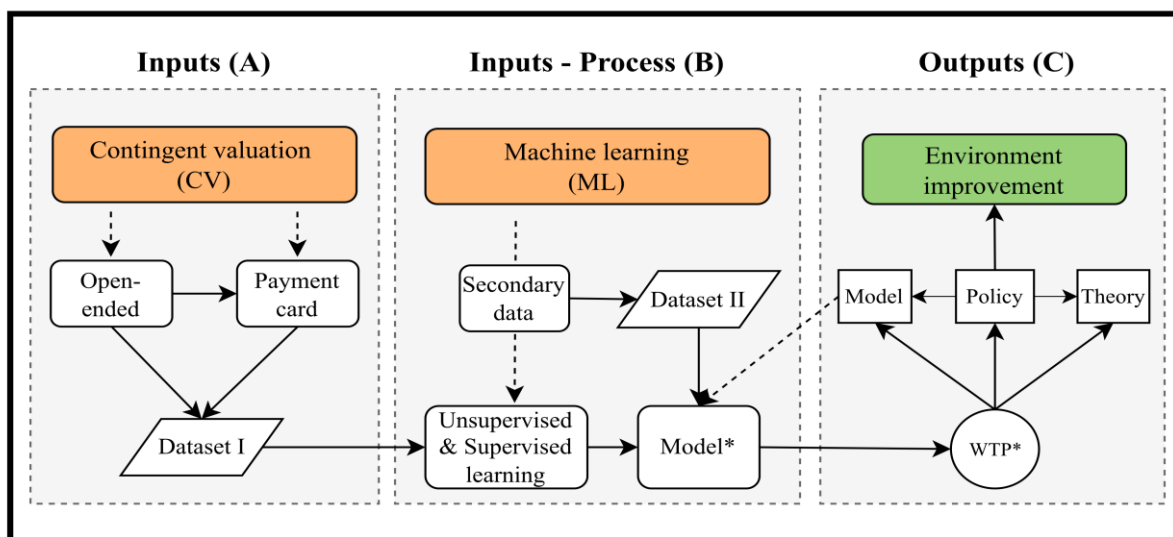 Inputs (A)
Inputs - Process (B)
Outputs (C)
Contingent valuation
(CV)
Machine learning
(ML)
Environment
improvement
Open-
ended
Payment
card
Secondary
data
Dataset II
Model
Policy
Theory
Dataset I
Unsupervised
& Supervised
learning
Model*
WTP*